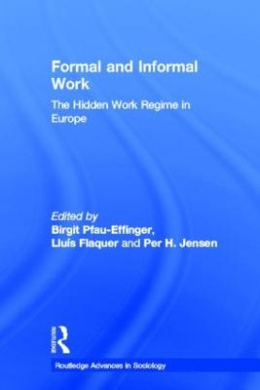 Formal and Informal
Work
The Hidden Work Regime in
Europe
Edited by
Birgit Pfau-Effinger,
Lluís Flaquer and Per H. Jensen
Routledge Advances in Sociology